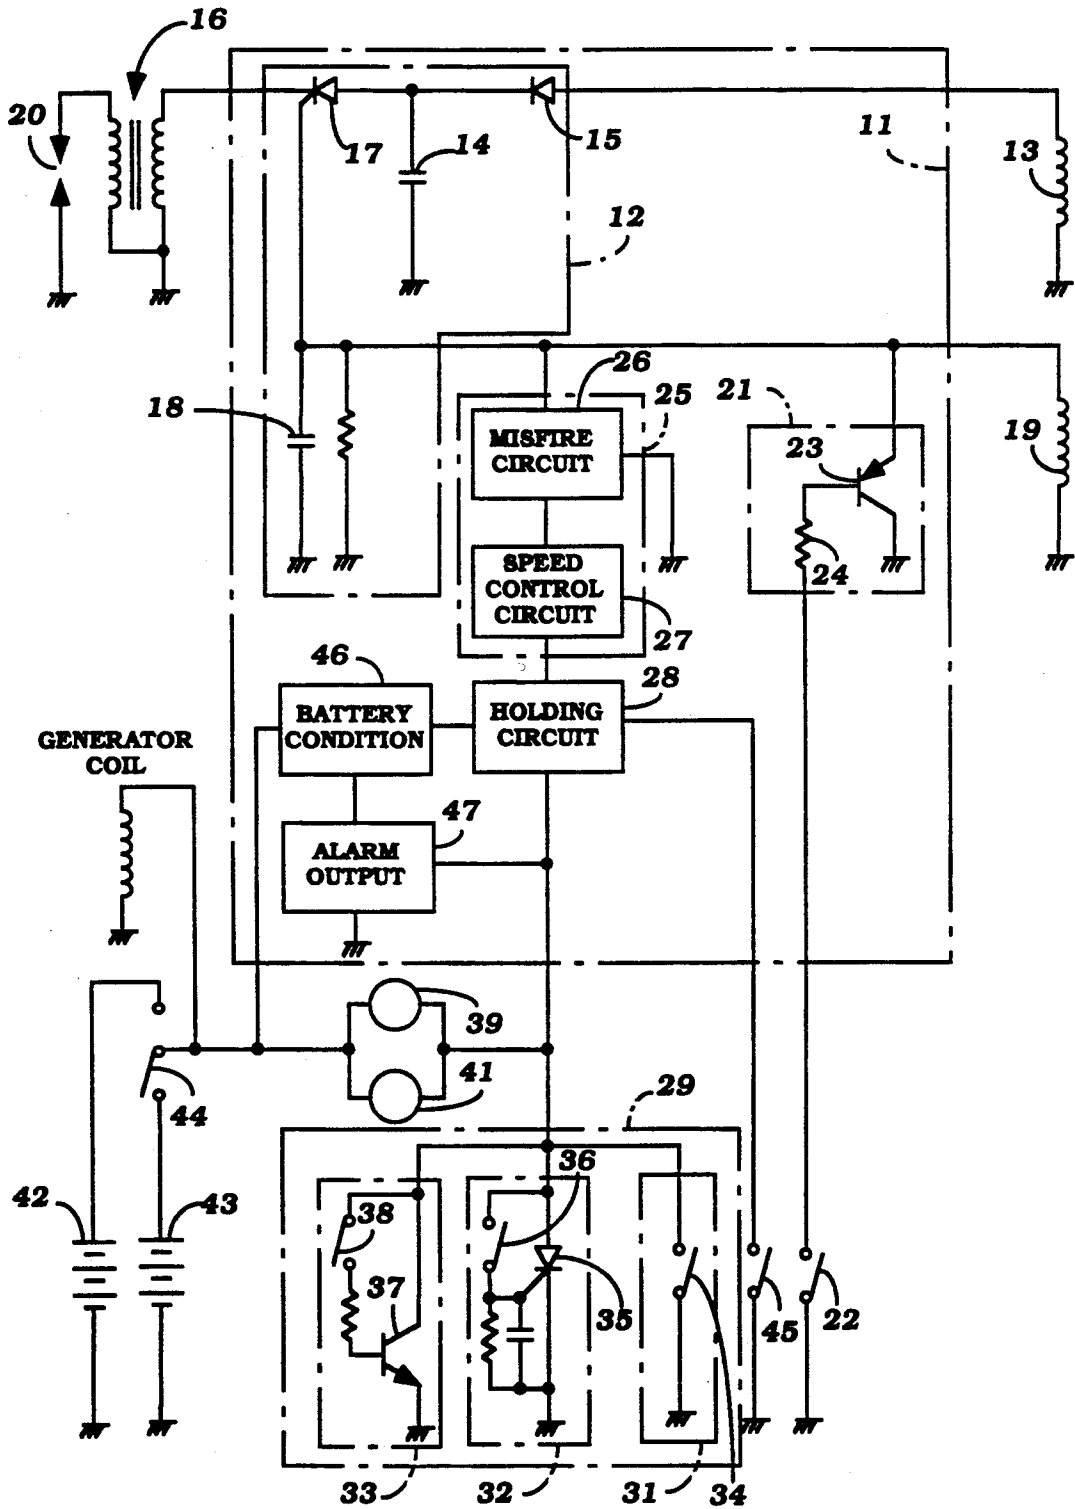 16
20
17
14
15
11
13
12
26
25
21
18
MISFIRE
CIRCUIT
23
19
SPEED
CONTROL
CIRCUIT
24
27
46
28
BATTERY
CONDITION
HOLDING
CIRCUIT
GENERATOR
COIL
47
ALARM
OUTPUT
39
41
44
29
36
42
43
38
37
35
45
22
33
32
31
34